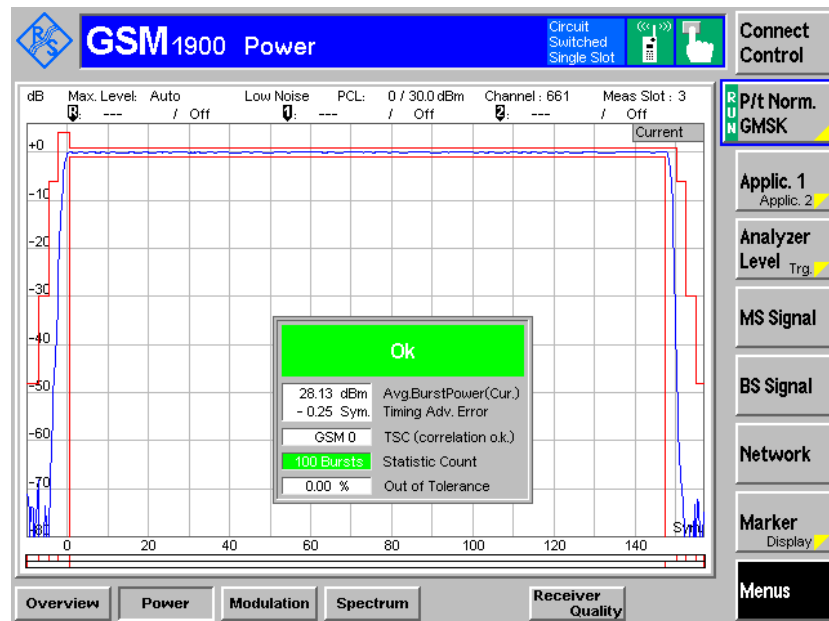 R S
GSM 1900 Power
Circuit
Switched
Single Slot
Connect
Control
dB Max. Level: Auto Low Noise PCL: 0 / 30.0 dBm Channel : 661 Meas Slot : 3
R: --- / Off 1: --- / Off 2: --- / Off
Current
RUN
P/t Norm.
GMSK
Applic. 1
Applic. 2
Analyzer
Level Trg.
MS Signal
BS Signal
Network
Marker
Display
Menus
+0
-10
-20
-30
-40
-50
-60
-70
-80
Ok
28.13 dBm Avg.BurstPower(Cur.)
- 0.25 Sym. Timing Adv. Error
GSM 0 TSC (correlation o.k.)
100 Bursts Statistic Count
0.00 % Out of Tolerance
Sym
0 20 40 60 80 100 120 140
Overview Power Modulation Spectrum Receiver
Quality